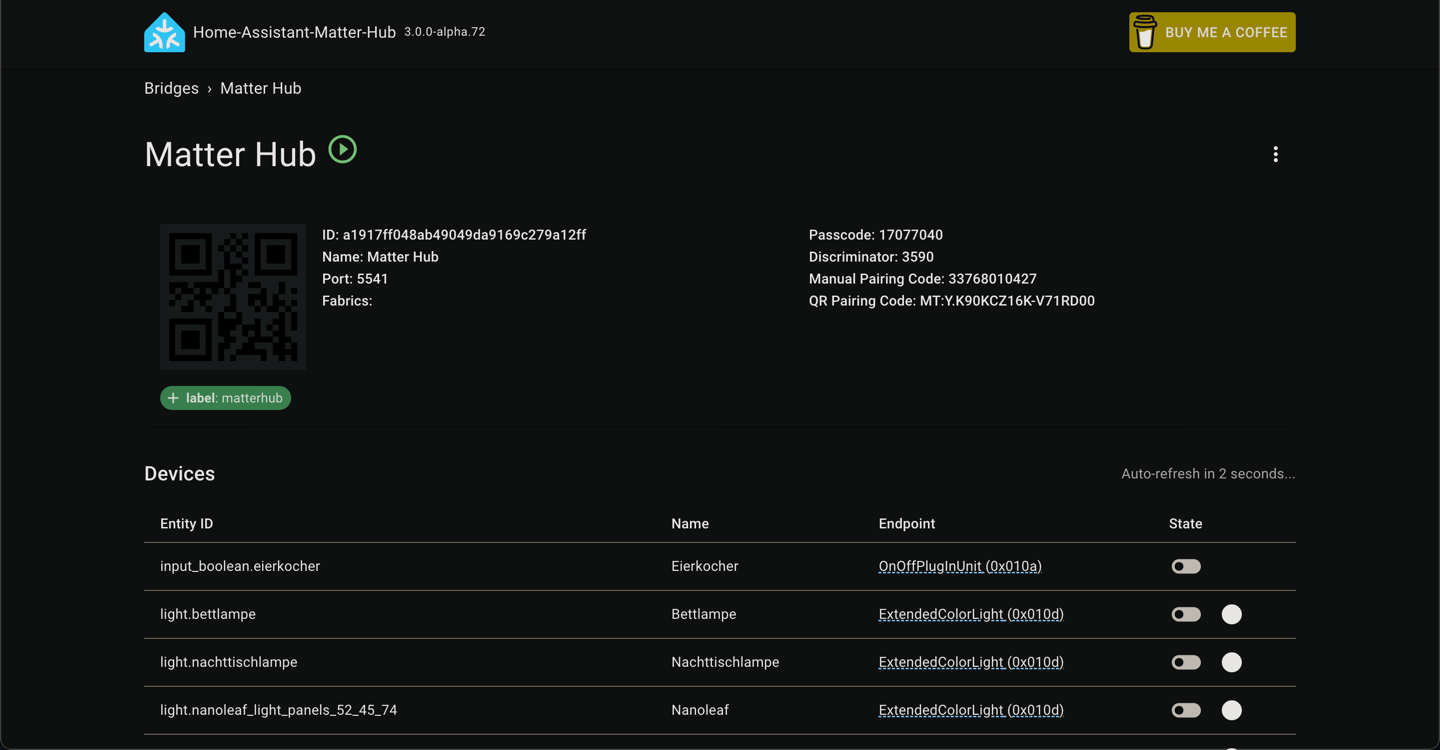 Home-Assistant-Matter-Hub 3.0.0-alpha.72
BUY ME A COFFEE
Bridges › Matter Hub
Matter Hub
ID: a1917ff048ab49049da9169c279a12ff
Name: Matter Hub
Port: 5541
Fabrics:
Passcode: 17077040
Discriminator: 3590
Manual Pairing Code: 33768010427
QR Pairing Code: MT:Y.K90KCZ16K-V71RD00
+ label: matterhub
Devices
Auto-refresh in 2 seconds...
Entity ID Name Endpoint State
input_boolean.eierkocher Eierkocher OnOffPlugInUnit (0x010a)
light.bettlampe Bettlampe ExtendedColorLight (0x010d)
light.nachttischlampe Nachttischlampe ExtendedColorLight (0x010d)
light.nanoleaf_light_panels_52_45_74 Nanoleaf ExtendedColorLight (0x010d)